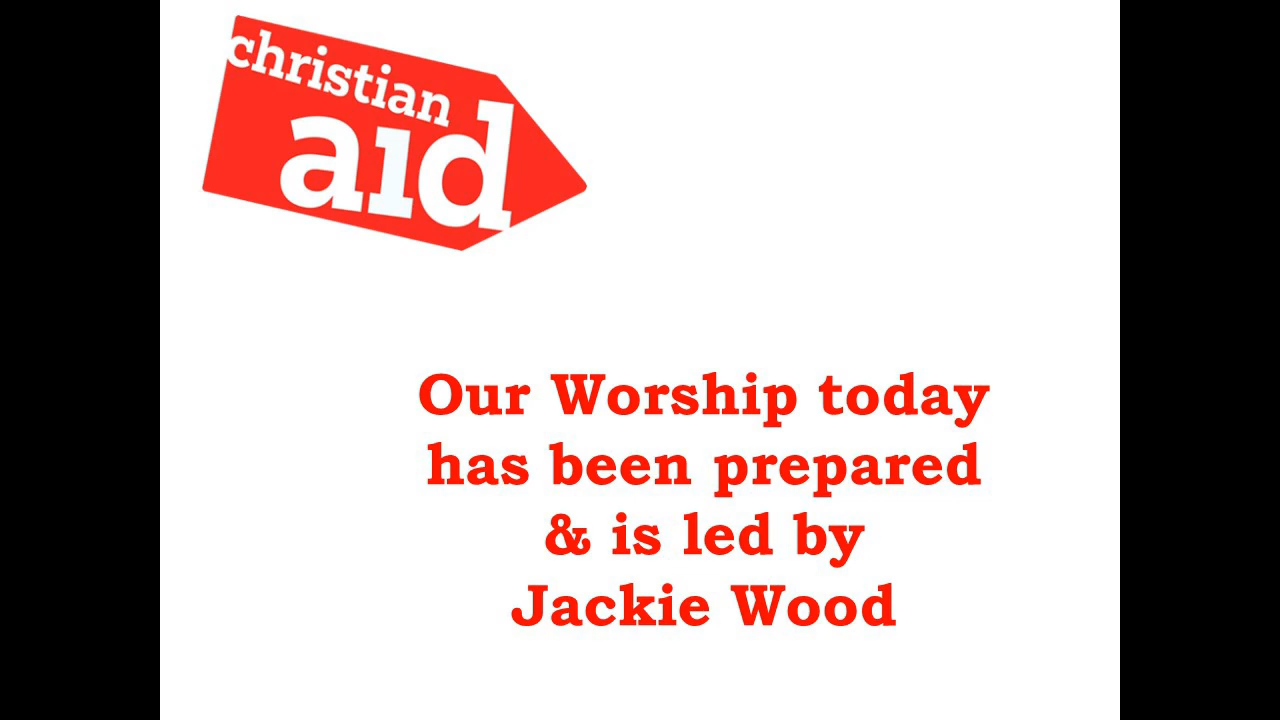 christian
aid
Our Worship today
has been prepared
& is led by
Jackie Wood